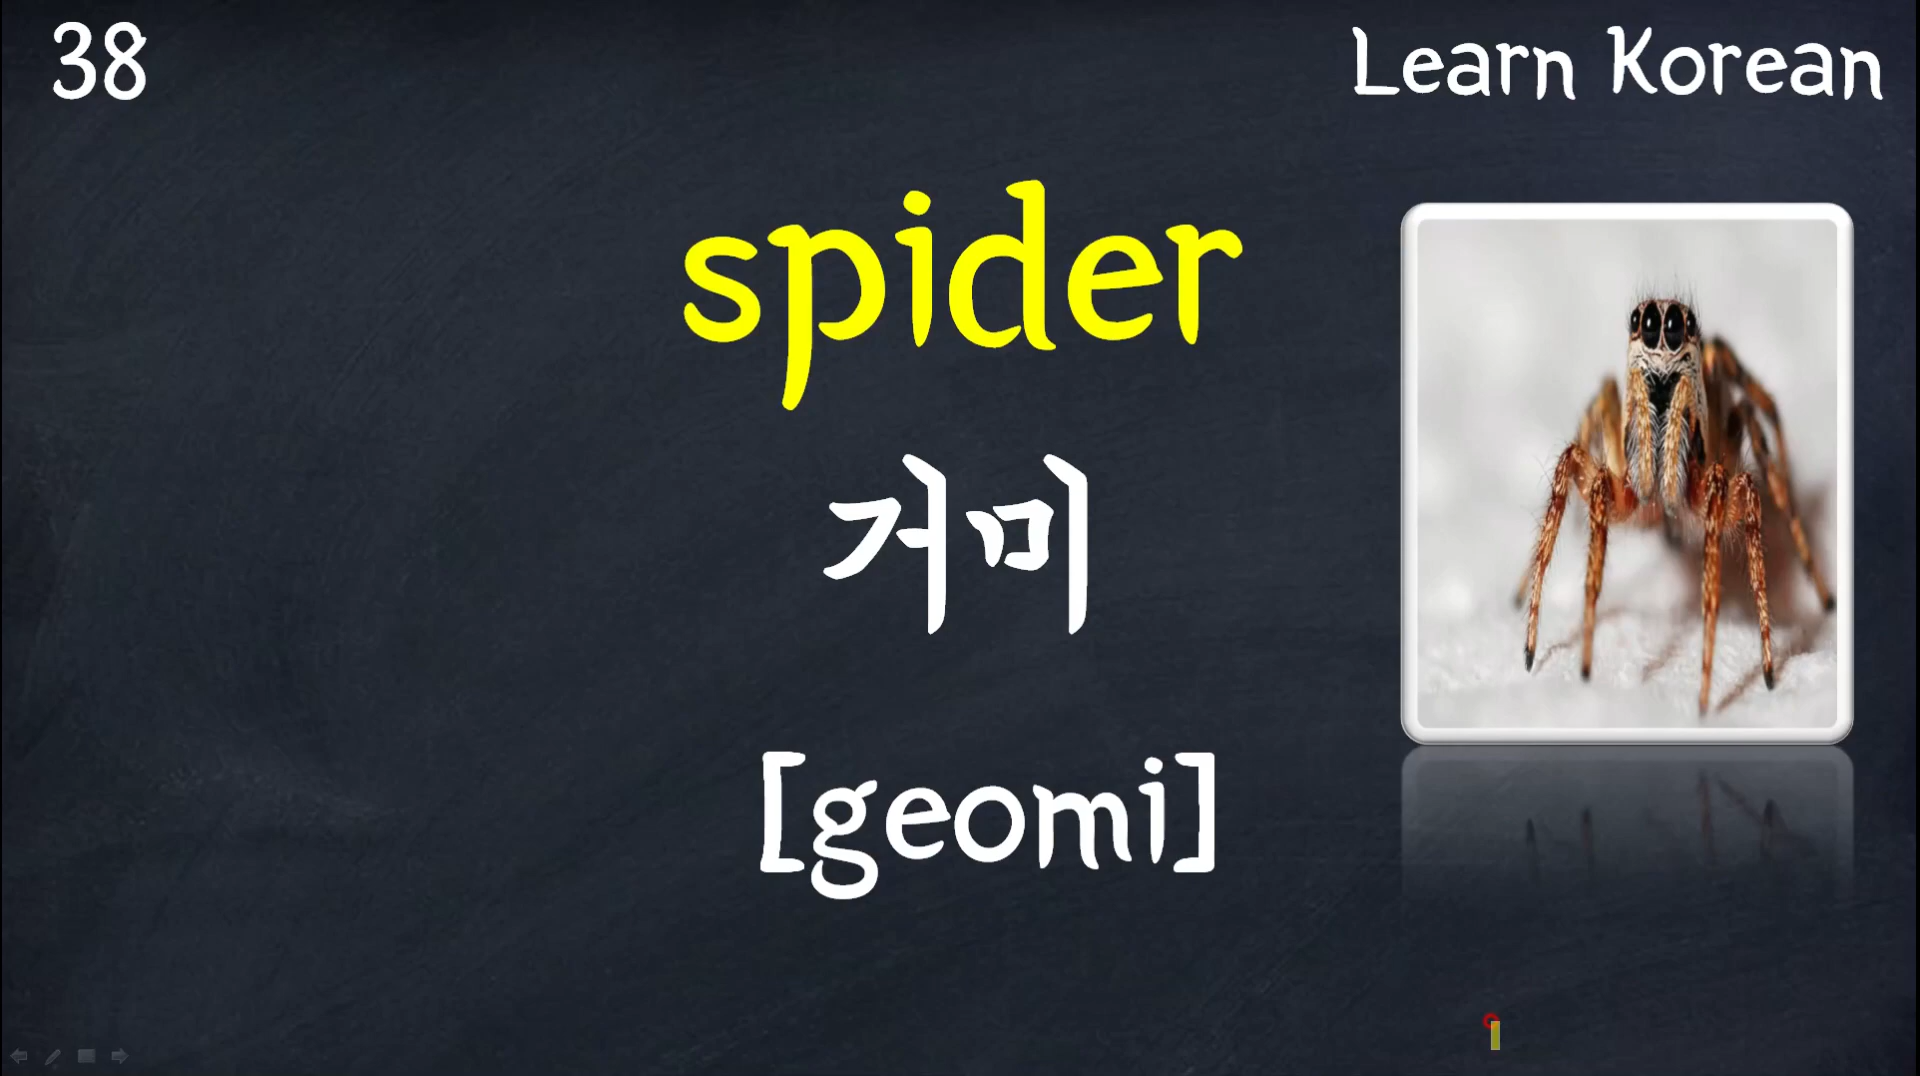 38
Learn Korean
spider
거미
[geomi]